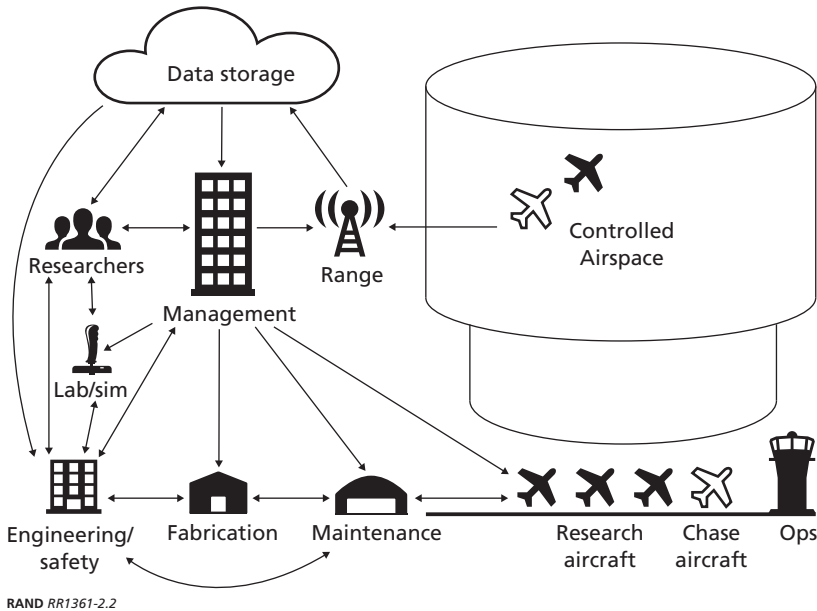 Data storage
Controlled
Airspace
Researchers
Range
Management
Lab/sim
Engineering/
safety
Fabrication
Maintenance
Research
aircraft
Chase
aircraft
Ops
RAND RR1361-2.2